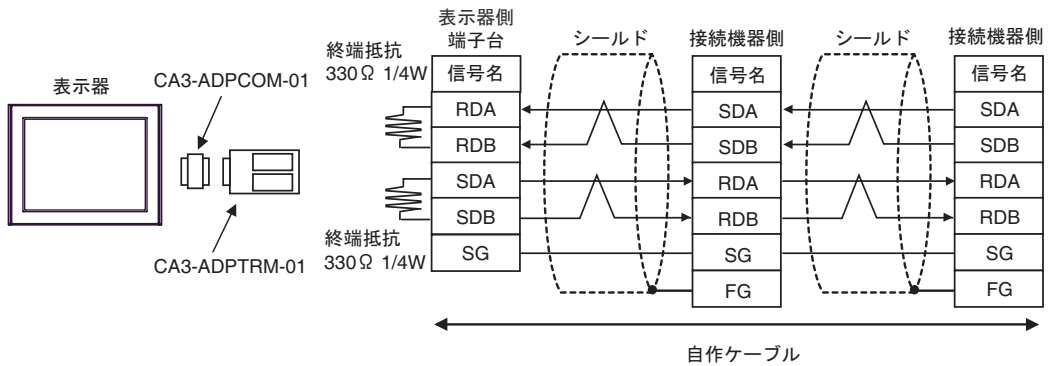 表示器
CA3-ADPCOM-01
CA3-ADPTRM-01
終端抵抗
330Ω 1/4W
終端抵抗
330Ω 1/4W
表示器側
端子台
信号名
RDA
RDB
SDA
SDB
SG
シールド
接続機器側
信号名
SDA
SDB
RDA
RDB
SG
FG
シールド
接続機器側
信号名
SDA
SDB
RDA
RDB
SG
FG
自作ケーブル